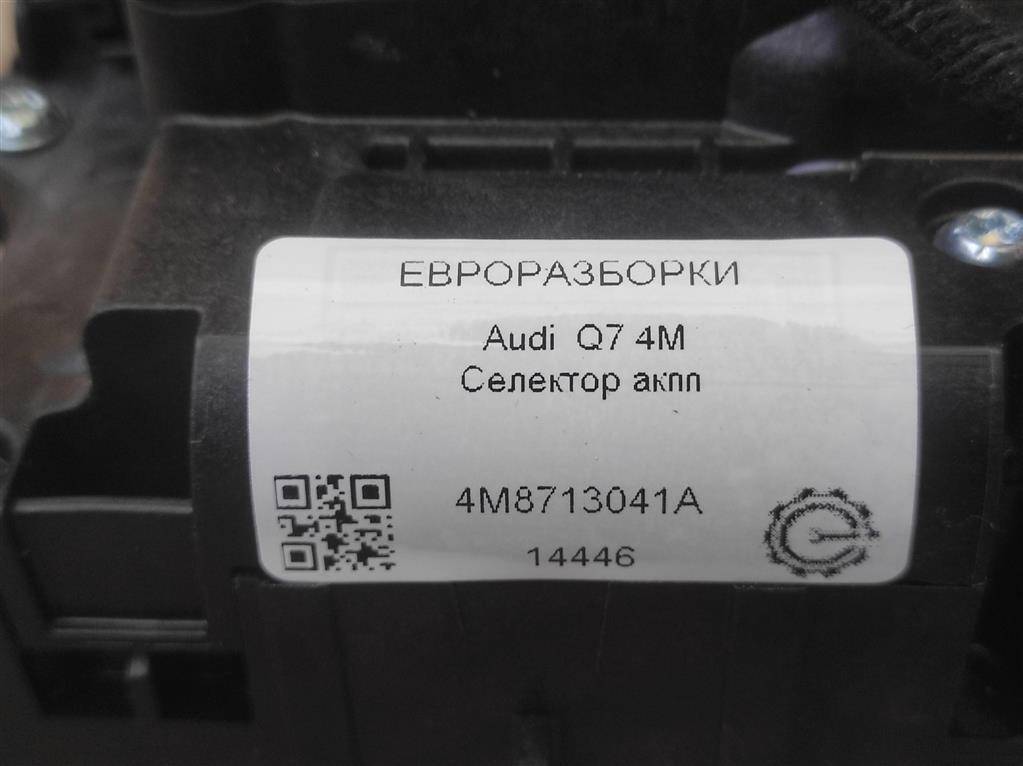 ЕВРОРАЗБОРКИ
Audi Q7 4M
Селектор акпп
4M8713041A
14446